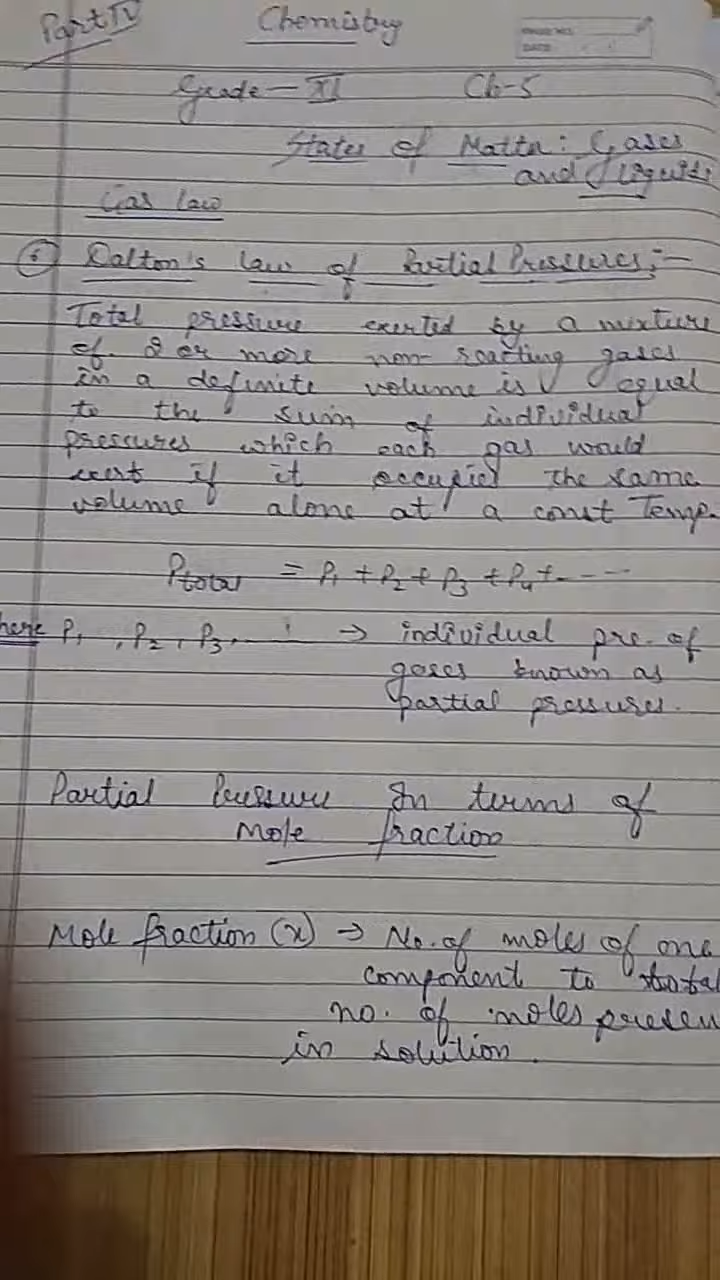 Part IV
Chemistry
PAGE NO.
DATE
Grade - XI Ch-5
States of Matter: Gases
and Liquids
Gas law
6 Dalton's law of Partial Pressures:-
Total pressure exerted by a mixture
of 2 or more non-reacting gases
in a definite volume is equal
to the sum of individual
pressures which each gas would
exert if it occupied the same
volume alone at a const Temp.
Ptotal = P1 + P2 + P3 + P4 + - - - -
here P1, P2, P3, → individual pre. of
gases known as
partial pressures.
Partial Pressure In terms of
Mole fraction
Mole fraction (x) → No. of moles of one
component to total
no. of moles presen
in solution.